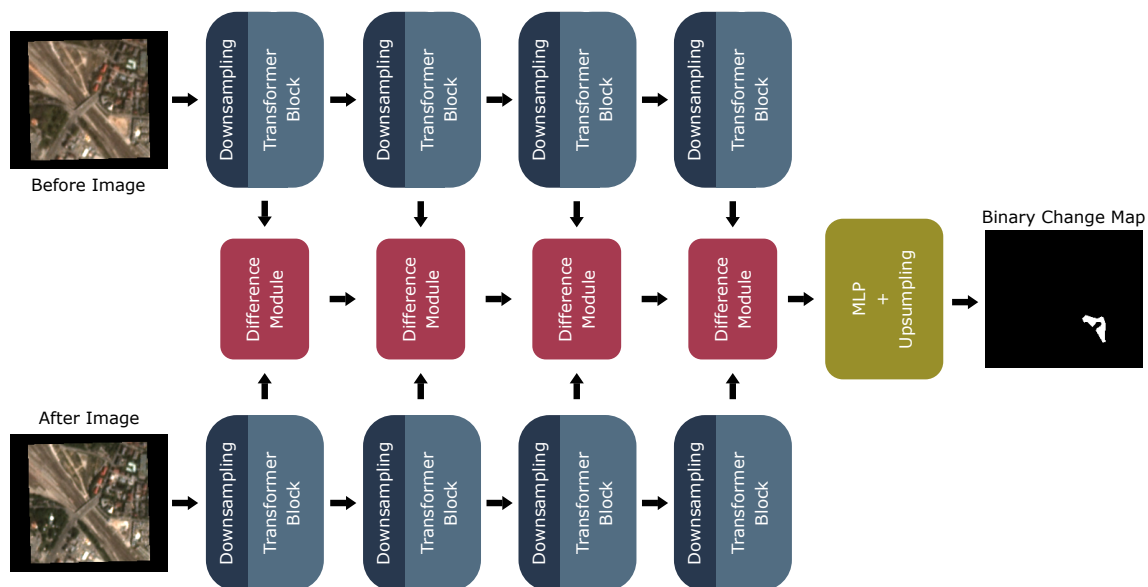 Downsampling
Transformer
Block
Downsampling
Transformer
Block
Downsampling
Transformer
Block
Downsampling
Transformer
Block
Before Image
Difference
Module
Difference
Module
Difference
Module
Difference
Module
MLP
+
Upsumpling
Binary Change Map
After Image
Downsampling
Transformer
Block
Downsampling
Transformer
Block
Downsampling
Transformer
Block
Downsampling
Transformer
Block